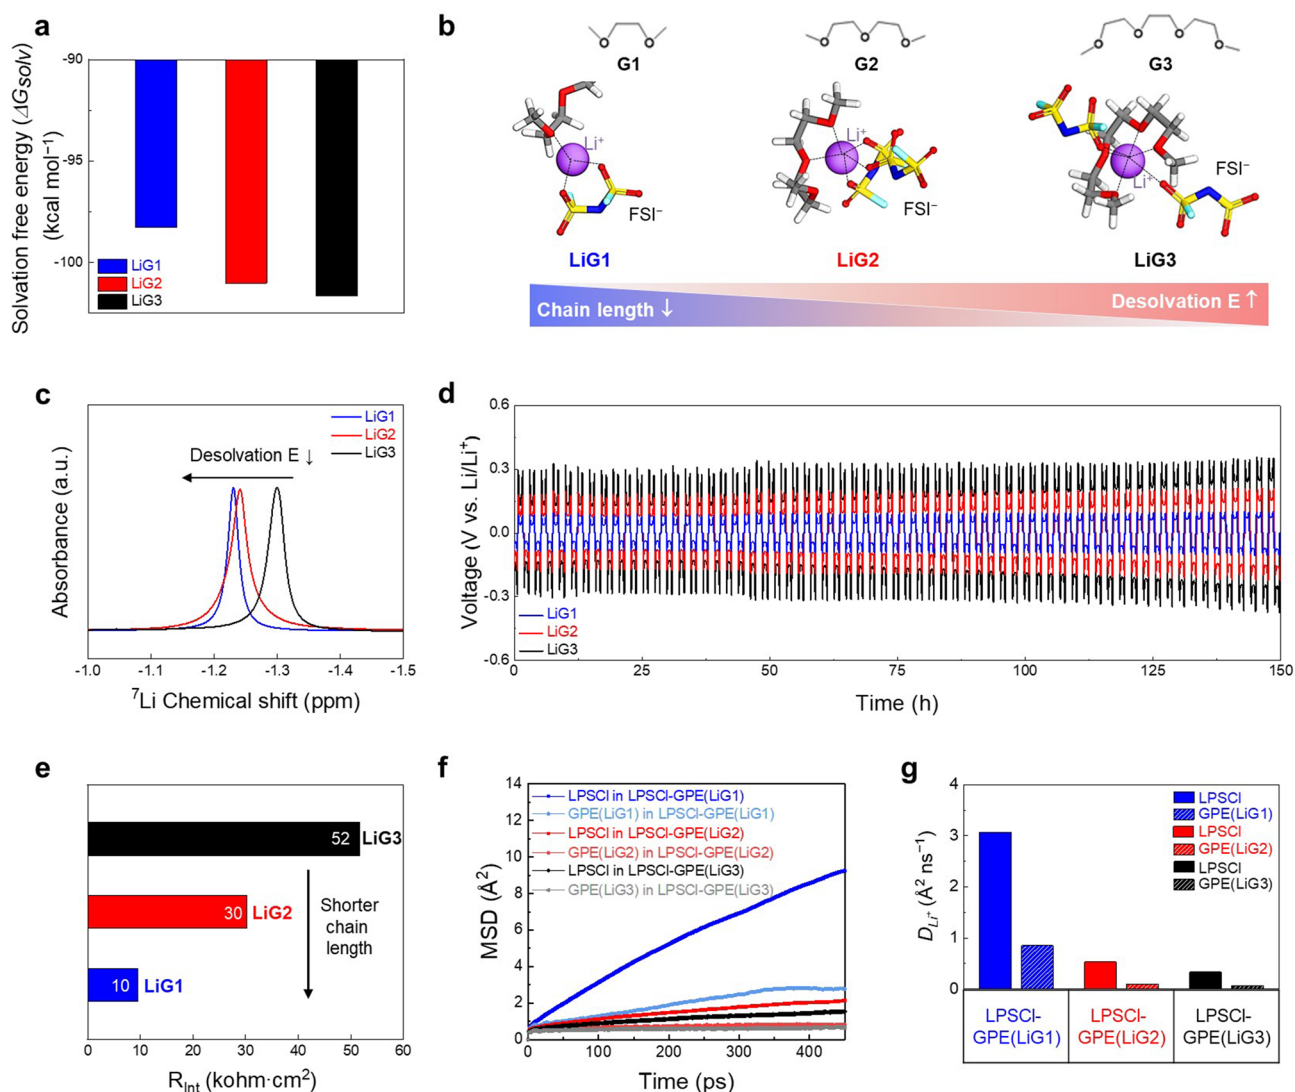 a
Solvation free energy (ΔGsolv)
(kcal mol⁻¹)
-90
-95
-100
LiG1
LiG2
LiG3
b
G1
G2
G3
Li⁺
FSI⁻
LiG1
Li⁺
FSI⁻
LiG2
Li⁺
FSI⁻
LiG3
Chain length ↓
Desolvation E ↑
c
Absorbance (a.u.)
LiG1
LiG2
LiG3
Desolvation E ↓
-1.0 -1.1 -1.2 -1.3 -1.4 -1.5
⁷Li Chemical shift (ppm)
d
Voltage (V vs. Li/Li⁺)
0.6
0.3
0.0
-0.3
-0.6
LiG1
LiG2
LiG3
0 25 50 75 100 125 150
Time (h)
e
52 LiG3
30 LiG2
10 LiG1
Shorter
chain
length
0 10 20 30 40 50 60
RInt (kohm·cm²)
f
MSD (Å²)
14
12
10
8
6
4
2
0
LPSCl in LPSCl-GPE(LiG1)
GPE(LiG1) in LPSCl-GPE(LiG1)
LPSCl in LPSCl-GPE(LiG2)
GPE(LiG2) in LPSCl-GPE(LiG2)
LPSCl in LPSCl-GPE(LiG3)
GPE(LiG3) in LPSCl-GPE(LiG3)
0 100 200 300 400
Time (ps)
g
DLi⁺ (Å² ns⁻¹)
4
3
2
1
0
LPSCl
GPE(LiG1)
LPSCl
GPE(LiG2)
LPSCl
GPE(LiG3)
LPSCl-
GPE(LiG1)
LPSCl-
GPE(LiG2)
LPSCl-
GPE(LiG3)